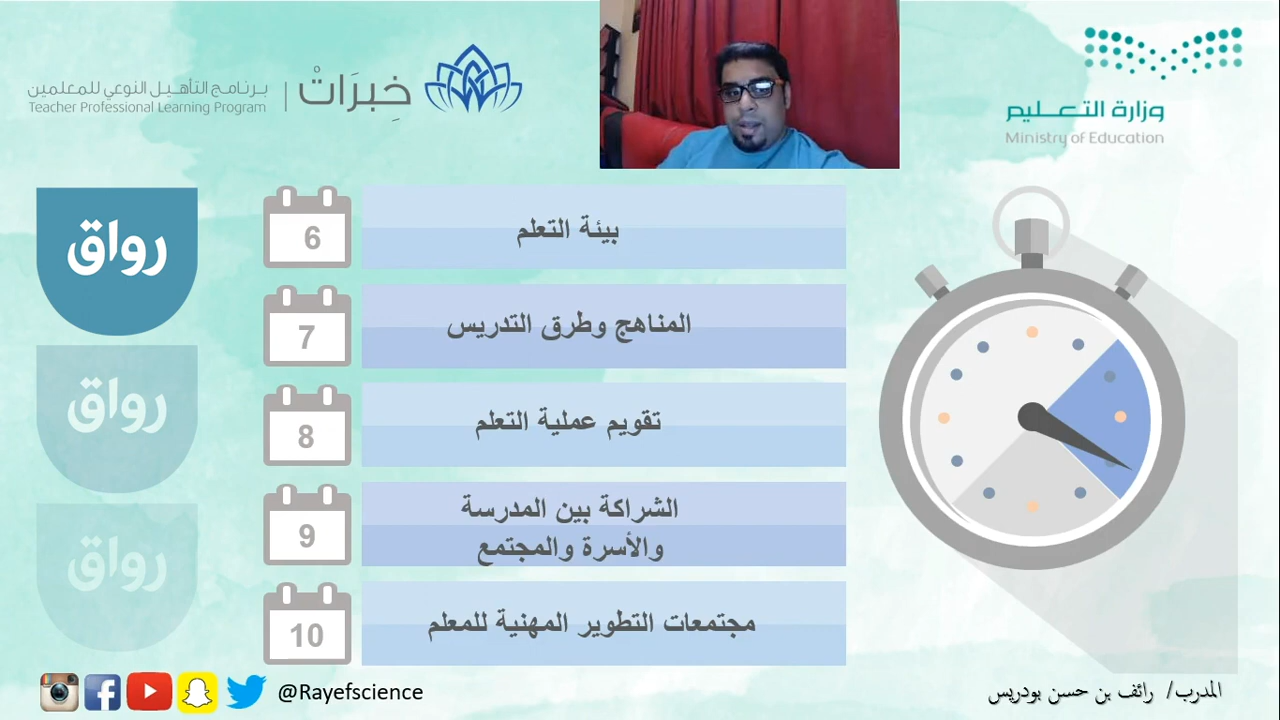 وزارة التعليم
Ministry of Education
خِبرَاتْ
برنامج التأهيل النوعي للمعلمين
Teacher Professional Learning Program
رواق
رواق
رواق
6
بيئة التعلم
7
المناهج وطرق التدريس
8
تقويم عملية التعلم
9
الشراكة بين المدرسة
والأسرة والمجتمع
10
مجتمعات التطوير المهنية للمعلم
@Rayefscience
المدرب/ رائف بن حسن بودريس